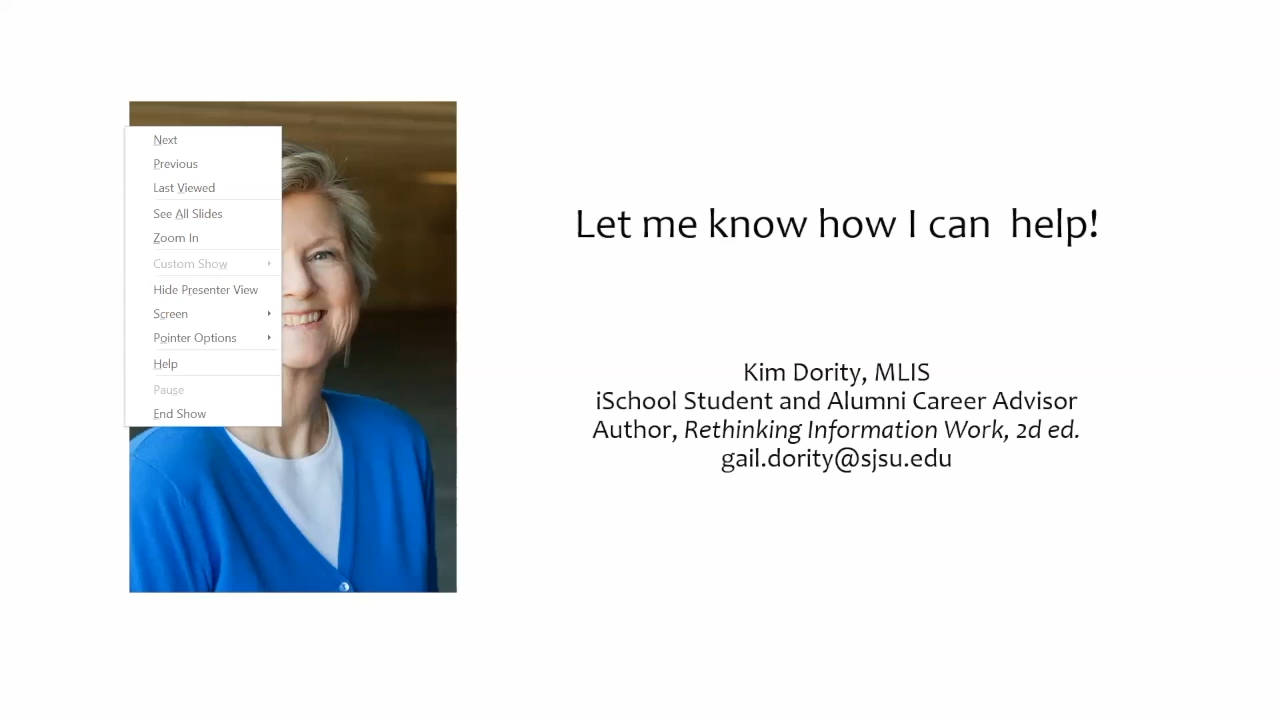 Next
Previous
Last Viewed
See All Slides
Zoom In
Custom Show
Hide Presenter View
Screen
Pointer Options
Help
Pause
End Show
Let me know how I can  help!
Kim Dority, MLIS
iSchool Student and Alumni Career Advisor
Author, Rethinking Information Work, 2d ed.
gail.dority@sjsu.edu